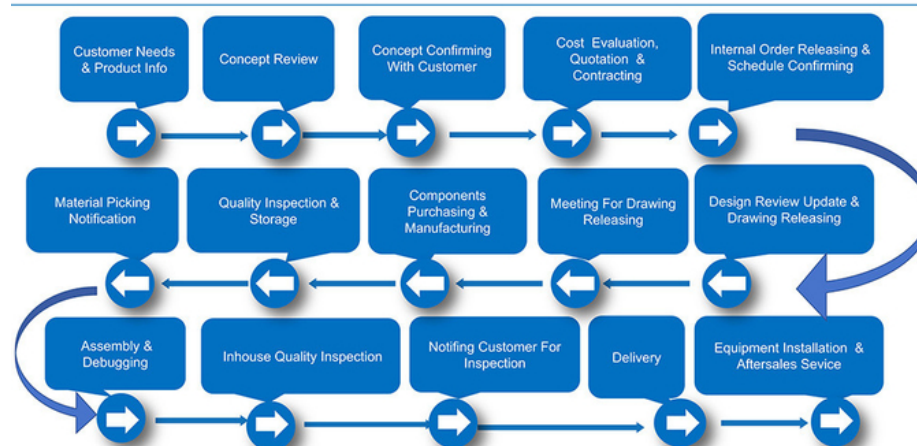 Customer Needs
& Product Info
Concept Review
Concept Confirming
With Customer
Cost Evaluation,
Quotation &
Contracting
Internal Order Releasing &
Schedule Confirming
Design Review Update &
Drawing Releasing
Meeting For Drawing
Releasing
Components
Purchasing &
Manufacturing
Quality Inspection &
Storage
Material Picking
Notification
Assembly &
Debugging
Inhouse Quality Inspection
Notifing Customer For
Inspection
Delivery
Equipment Installation &
Aftersales Sevice